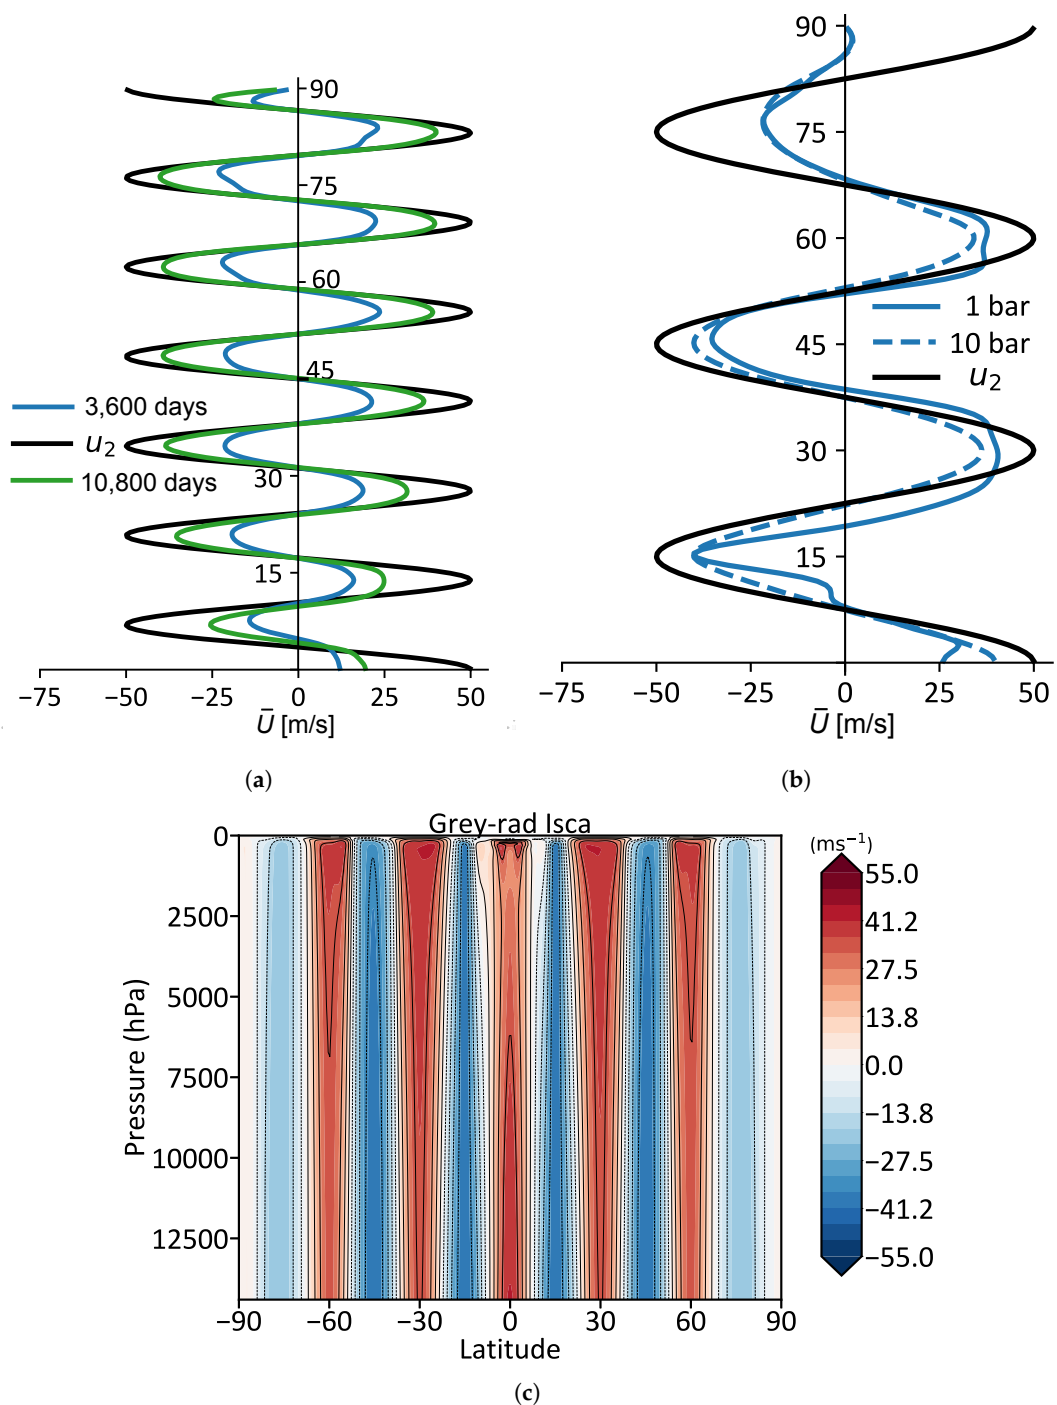 90
75
60
45
30
15
3,600 days
u2
10,800 days
−75 −50 −25 0 25 50
Ū [m/s]
(a)
90
75
60
45
30
15
1 bar
10 bar
u2
−75 −50 −25 0 25 50
Ū [m/s]
(b)
Grey-rad Isca
0
2500
5000
7500
10000
12500
Pressure (hPa)
−90 −60 −30 0 30 60 90
Latitude
(ms−1)
55.0
41.2
27.5
13.8
0.0
−13.8
−27.5
−41.2
−55.0
(c)